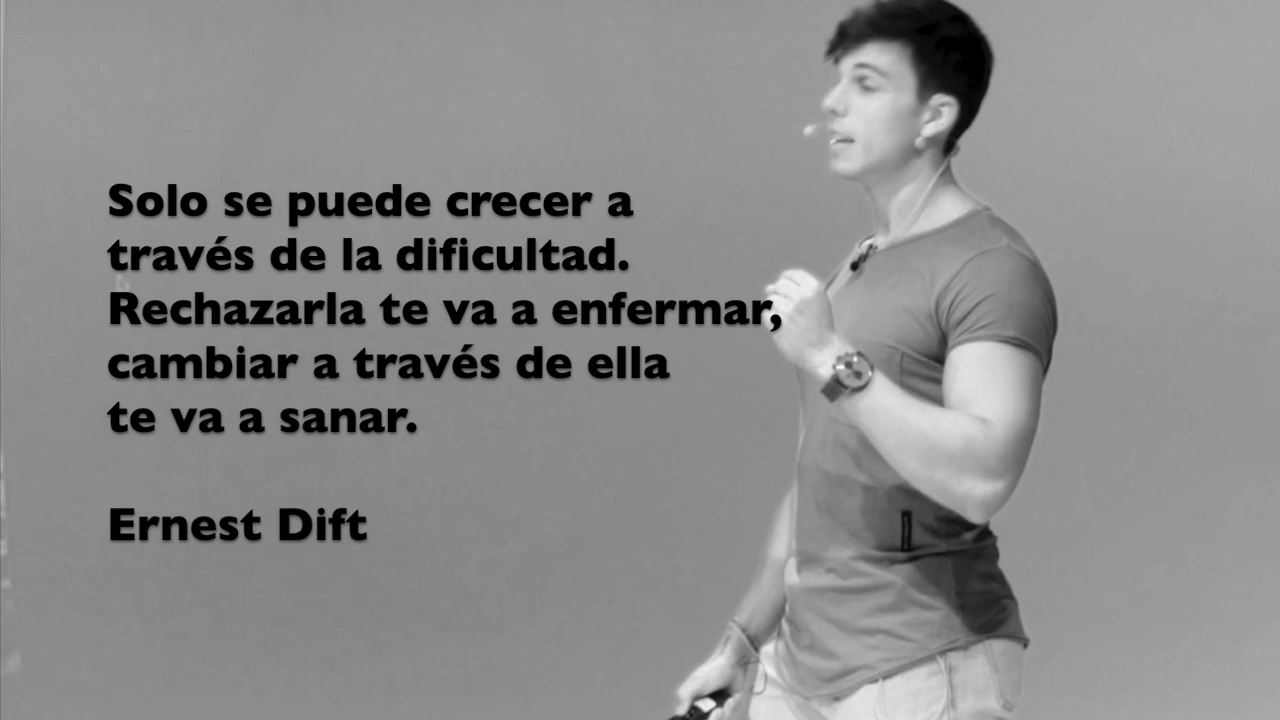 Solo se puede crecer a
través de la dificultad.
Rechazarla te va a enfermar,
cambiar a través de ella
te va a sanar.
Ernest Dift